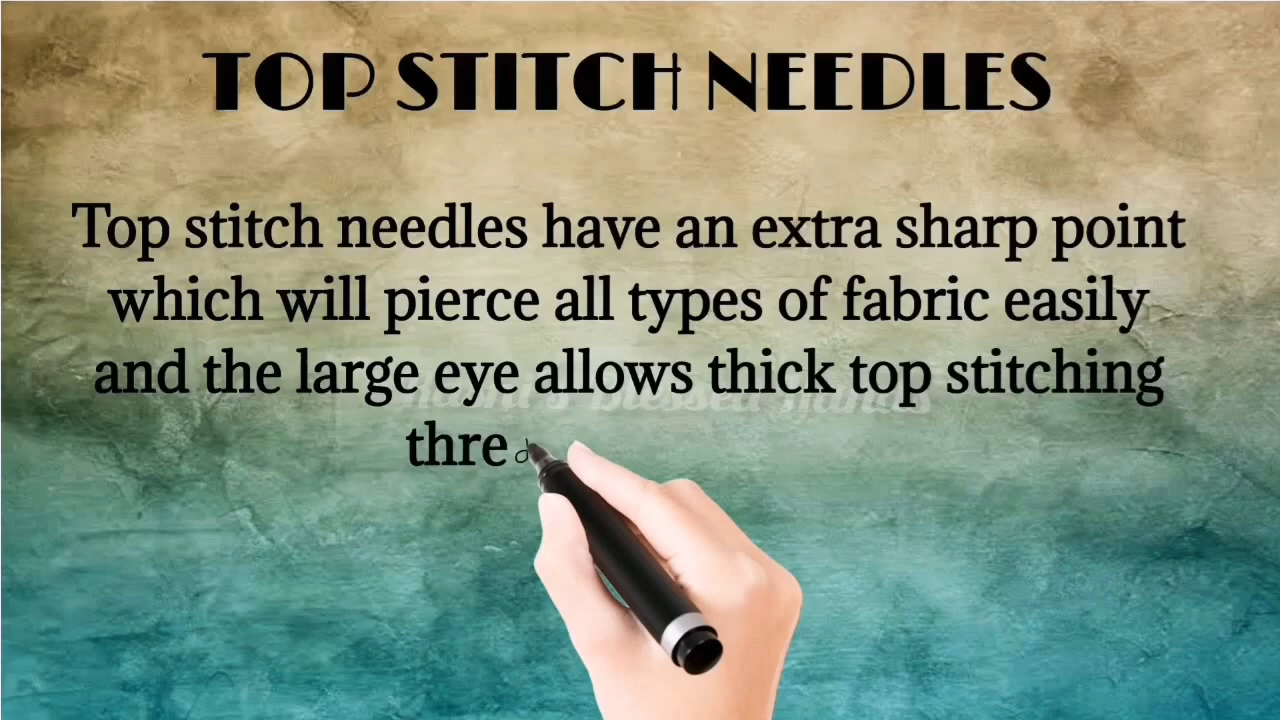 TOP STITCH NEEDLES
Top stitch needles have an extra sharp point
which will pierce all types of fabric easily
and the large eye allows thick top stitching
thre